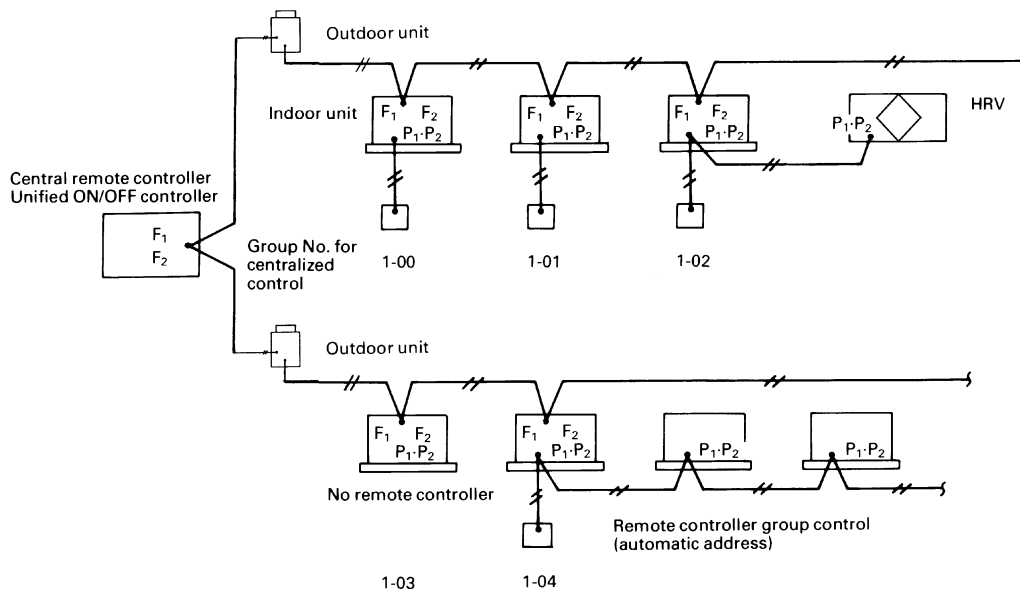 Outdoor unit
Indoor unit
F1 F2
P1·P2
F1 F2
P1·P2
F1 F2
P1·P2
P1·P2
HRV
Central remote controller
Unified ON/OFF controller
F1
F2
Group No. for
centralized
control
1-00
1-01
1-02
Outdoor unit
F1 F2
P1·P2
F1 F2
P1·P2
P1·P2
P1·P2
No remote controller
Remote controller group control
(automatic address)
1-03
1-04